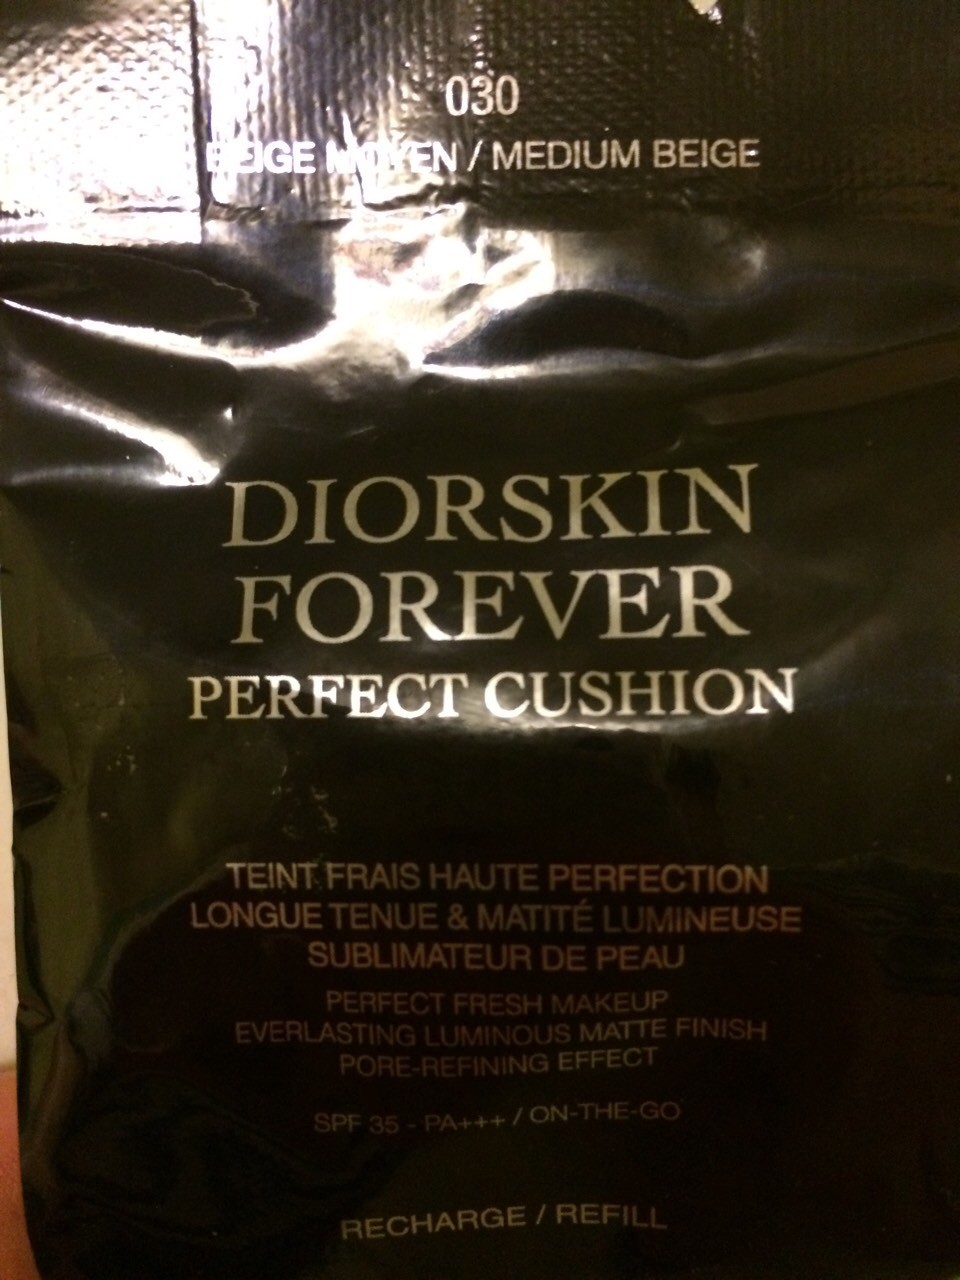 030
BEIGE MOYEN / MEDIUM BEIGE
DIORSKIN
FOREVER
PERFECT CUSHION
TEINT FRAIS HAUTE PERFECTION
LONGUE TENUE & MATITÉ LUMINEUSE
SUBLIMATEUR DE PEAU
PERFECT FRESH MAKEUP
EVERLASTING LUMINOUS MATTE FINISH
PORE-REFINING EFFECT
SPF 35 - PA+++ / ON-THE-GO
RECHARGE / REFILL